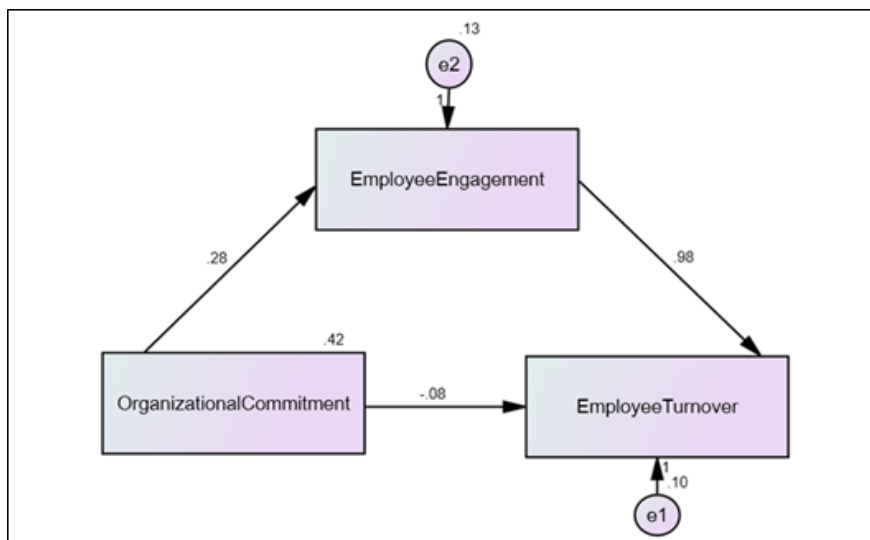 .13
e2
1
EmployeeEngagement
.28
.98
.42
OrganizationalCommitment
-.08
EmployeeTurnover
1
.10
e1